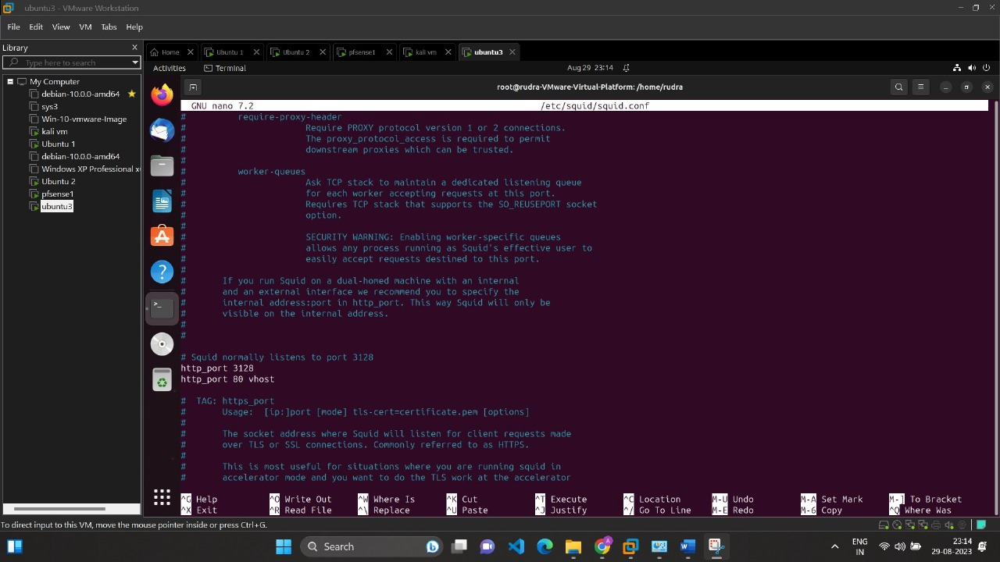 ubuntu3 - VMware Workstation
File Edit View VM Tabs Help
Library
Type here to search
My Computer
debian-10.0.0-amd64
sys3
Win-10-vmware-Image
kali vm
Ubuntu 1
debian-10.0.0-amd64
Windows XP Professional x
Ubuntu 2
pfsense1
ubuntu3
Home Ubuntu 1 Ubuntu 2 pfsense1 kali vm ubuntu3
Activities Terminal Aug 29 23:14
root@rudra-VMware-Virtual-Platform: /home/rudra
GNU nano 7.2 /etc/squid/squid.conf
# require-proxy-header
# Require PROXY protocol version 1 or 2 connections.
# The proxy_protocol_access is required to permit
# downstream proxies which can be trusted.
#
# worker-queues
# Ask TCP stack to maintain a dedicated listening queue
# for each worker accepting requests at this port.
# Requires TCP stack that supports the SO_REUSEPORT socket
# option.
#
# SECURITY WARNING: Enabling worker-specific queues
# allows any process running as Squid's effective user to
# easily accept requests destined to this port.
#
# If you run Squid on a dual-homed machine with an internal
# and an external interface we recommend you to specify the
# internal address:port in http_port. This way Squid will only be
# visible on the internal address.
#
#
# Squid normally listens to port 3128
http_port 3128
http_port 80 vhost
# TAG: https_port
# Usage: [ip:]port [mode] tls-cert=certificate.pem [options]
#
# The socket address where Squid will listen for client requests made
# over TLS or SSL connections. Commonly referred to as HTTPS.
#
# This is most useful for situations where you are running squid in
# accelerator mode and you want to do the TLS work at the accelerator
^G Help ^O Write Out ^W Where Is ^K Cut ^T Execute ^C Location M-U Undo M-A Set Mark M-] To Bracket
^X Exit ^R Read File ^\ Replace ^U Paste ^J Justify ^/ Go To Line M-E Redo M-6 Copy ^Q Where Was
To direct input to this VM, move the mouse pointer inside or press Ctrl+G.
Search
ENG
IN
23:14
29-08-2023